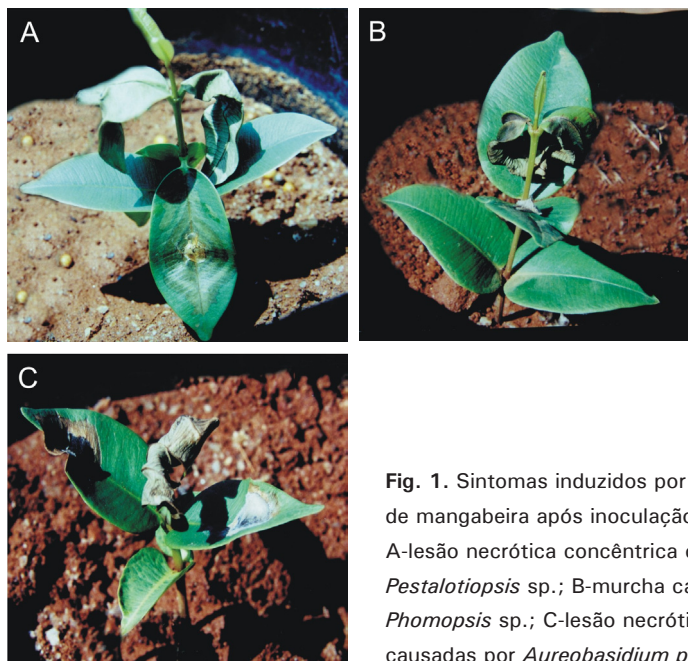 A
B
C
Fig. 1. Sintomas induzidos por
de mangabeira após inoculação
A-lesão necrótica concêntrica
Pestalotiopsis sp.; B-murcha
Phomopsis sp.; C-lesão
causadas por Aureobasidium